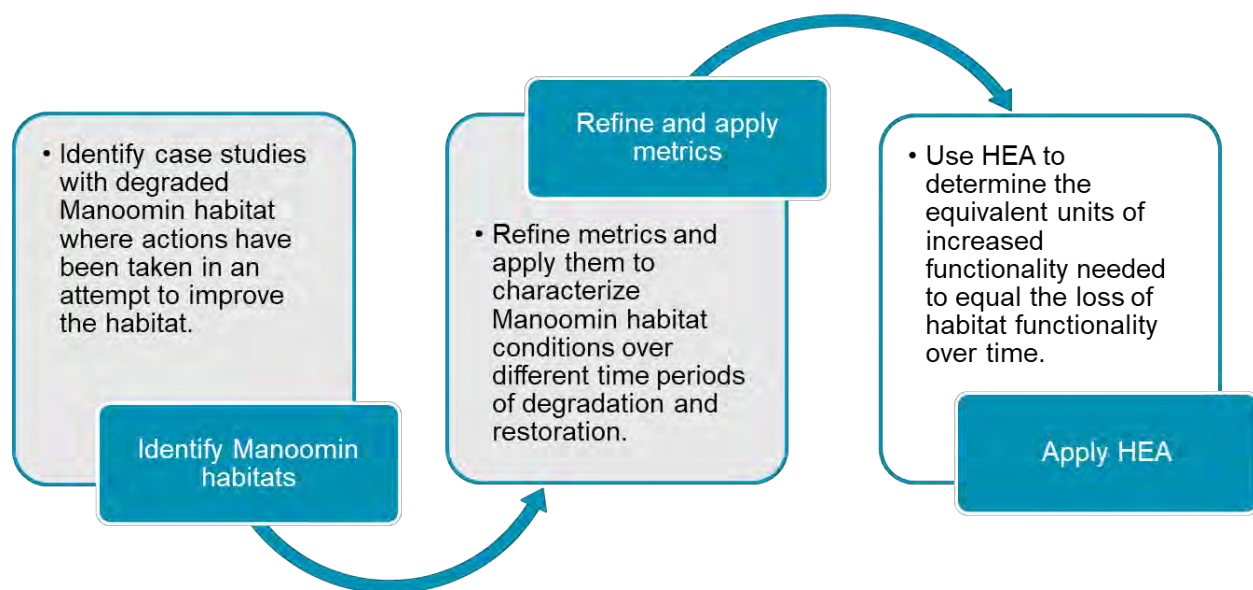 • Identify case studies
with degraded
Manoomin habitat
where actions have
been taken in an
attempt to improve
the habitat.
Identify Manoomin
habitats
Refine and apply
metrics
• Refine metrics and
apply them to
characterize
Manoomin habitat
conditions over
different time periods
of degradation and
restoration.
• Use HEA to
determine the
equivalent units of
increased
functionality needed
to equal the loss of
habitat functionality
over time.
Apply HEA